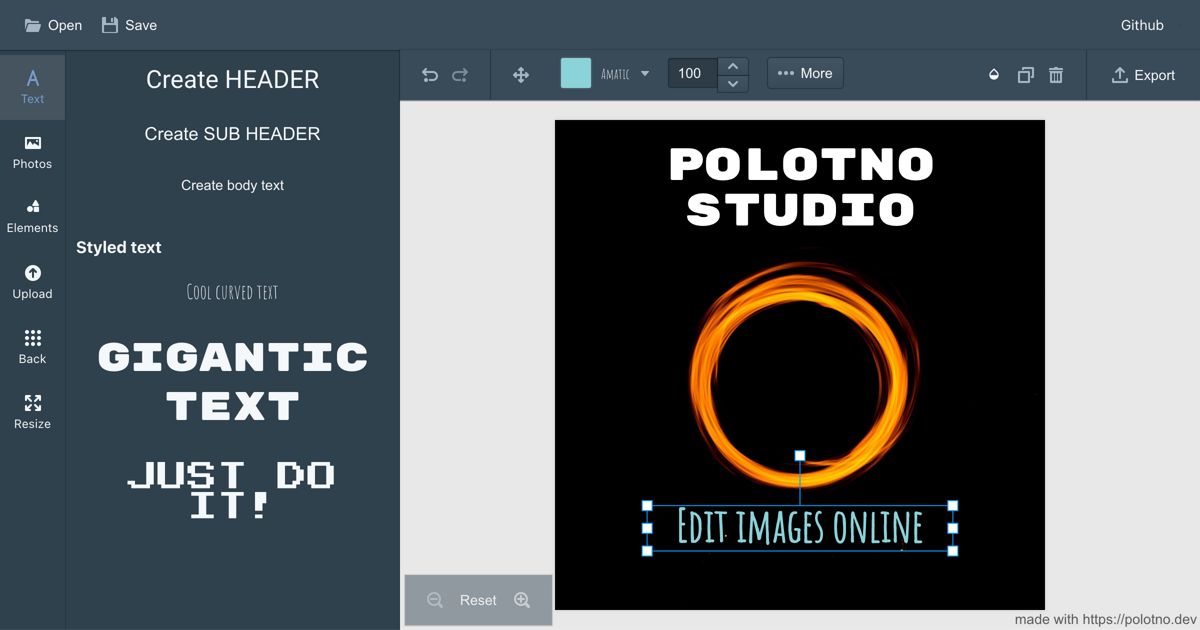 Open Save Github
A
Text
Photos
Elements
Upload
Back
Resize
Create HEADER
Create SUB HEADER
Create body text
Styled text
COOL CURVED TEXT
GIGANTIC
TEXT
JUST DO
IT!
AMATIC 100 More Export
POLOTNO
STUDIO
EDIT IMAGES ONLINE
Reset
made with https://polotno.dev